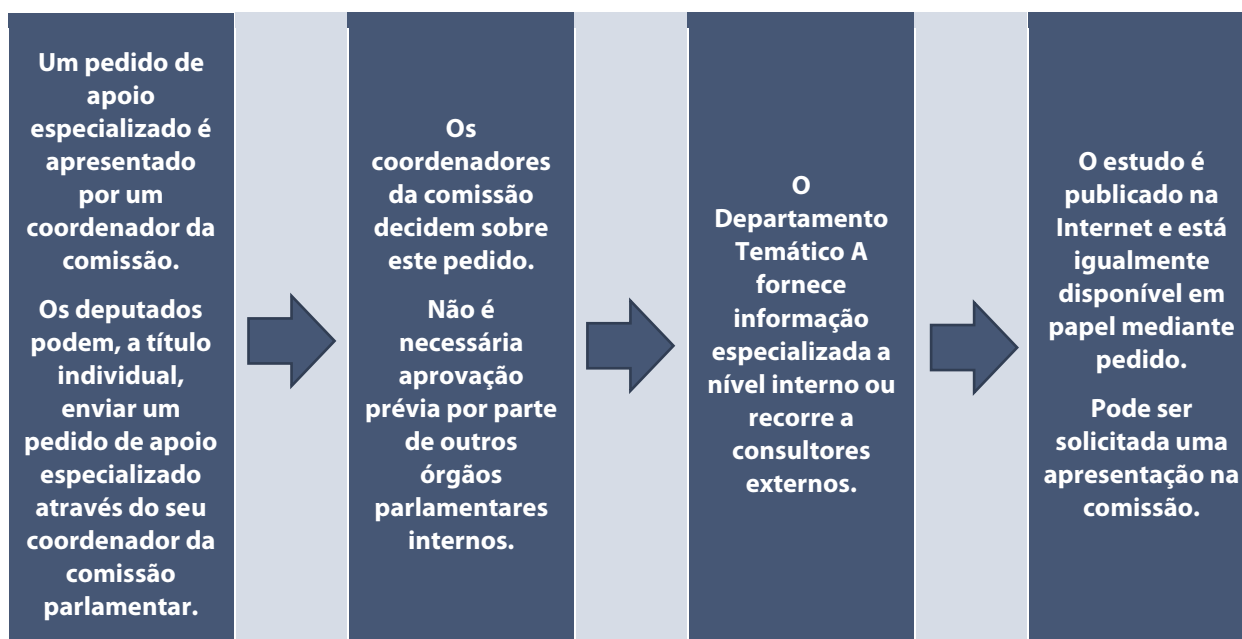 Um pedido de
apoio
especializado é
apresentado
por um
coordenador da
comissão.
Os deputados
podem, a título
individual,
enviar um
pedido de apoio
especializado
através do seu
coordenador da
comissão
parlamentar.
Os
coordenadores
da comissão
decidem sobre
este pedido.
Não é
necessária
aprovação
prévia por parte
de outros
órgãos
parlamentares
internos.
O
Departamento
Temático A
fornece
informação
especializada a
nível interno ou
recorre a
consultores
externos.
O estudo é
publicado na
Internet e está
igualmente
disponível em
papel mediante
pedido.
Pode ser
solicitada uma
apresentação na
comissão.